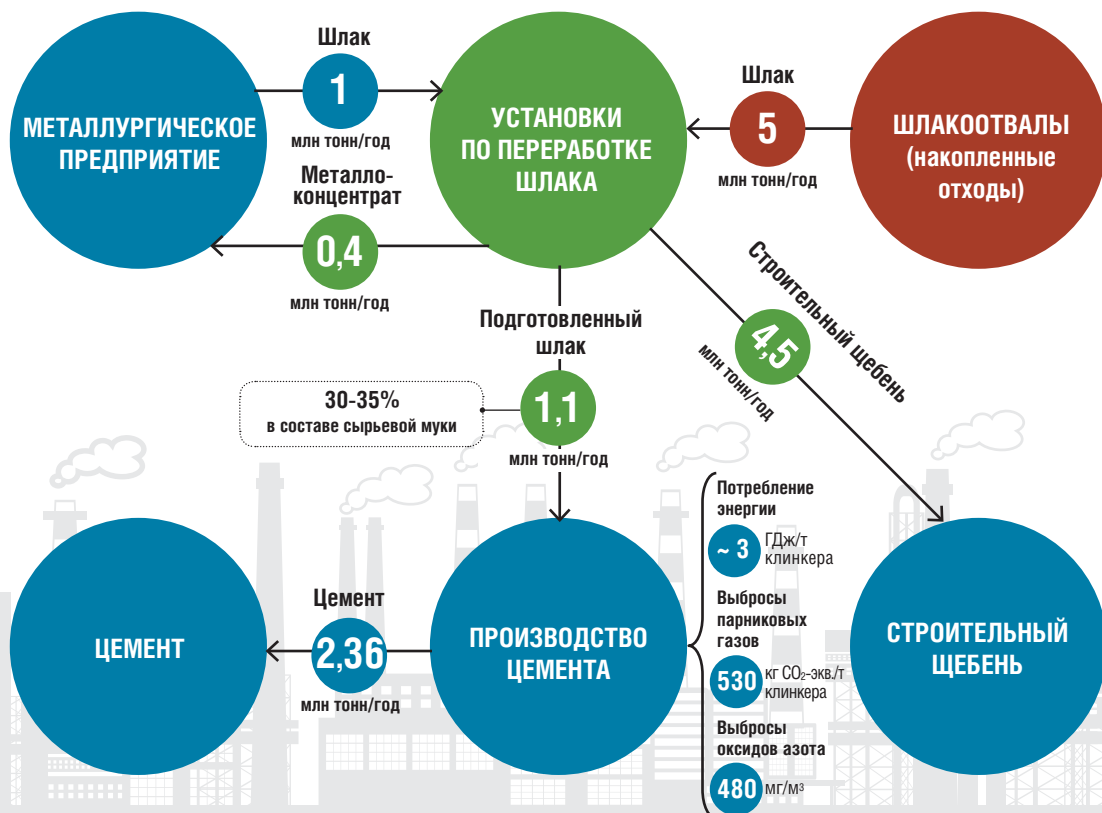 Шлак
1
млн тонн/год
МЕТАЛЛУРГИЧЕСКОЕ
ПРЕДПРИЯТИЕ
Металло-
концентрат
0,4
млн тонн/год
УСТАНОВКИ
ПО ПЕРЕРАБОТКЕ
ШЛАКА
Шлак
5
млн тонн/год
ШЛАКООТВАЛЫ
(накопленные
отходы)
Строительный щебень
4,5
млн тонн/год
Подготовленный
шлак
1,1
млн тонн/год
30-35%
в составе сырьевой муки
ЦЕМЕНТ
Цемент
2,36
млн тонн/год
ПРОИЗВОДСТВО
ЦЕМЕНТА
Потребление
энергии
~ 3 ГДж/т
клинкера
Выбросы
парниковых
газов
530 кг CO₂-экв./т
клинкера
Выбросы
оксидов азота
480 мг/м³
СТРОИТЕЛЬНЫЙ
ЩЕБЕНЬ